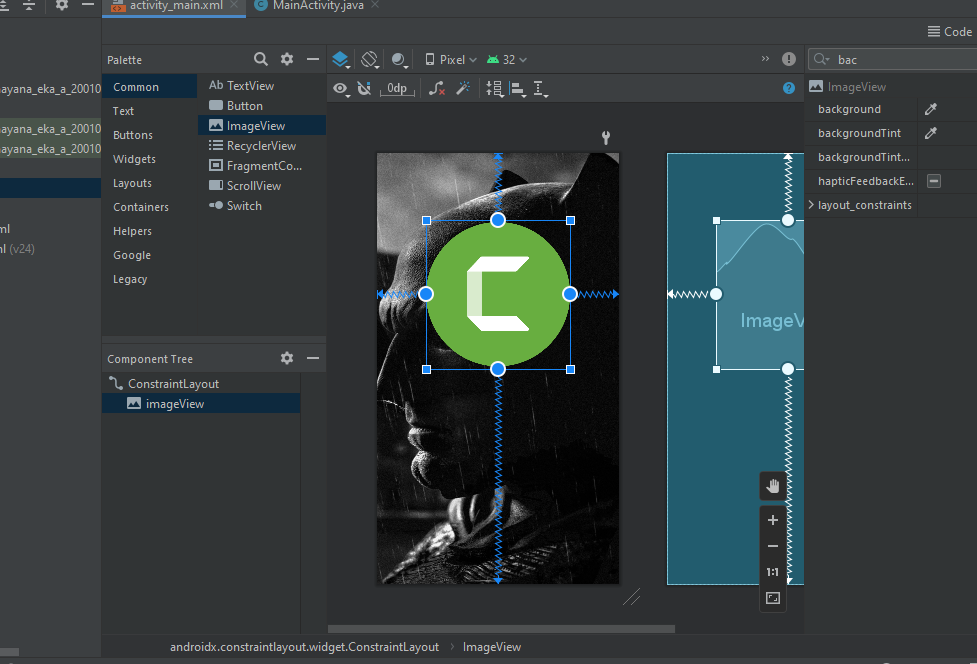 activity_main.xml
MainActivity.java
Code
Palette
Pixel
32
bac
0dp
ayana_eka_a_20010
ayana_eka_a_20010
ayana_eka_a_20010
ml
ml (v24)
Common
Text
Buttons
Widgets
Layouts
Containers
Helpers
Google
Legacy
Ab TextView
Button
ImageView
RecyclerView
FragmentCo...
ScrollView
Switch
Component Tree
ConstraintLayout
imageView
ImageV
1:1
ImageView
background
backgroundTint
backgroundTint...
hapticFeedbackE...
layout_constraints
androidx.constraintlayout.widget.ConstraintLayout
ImageView